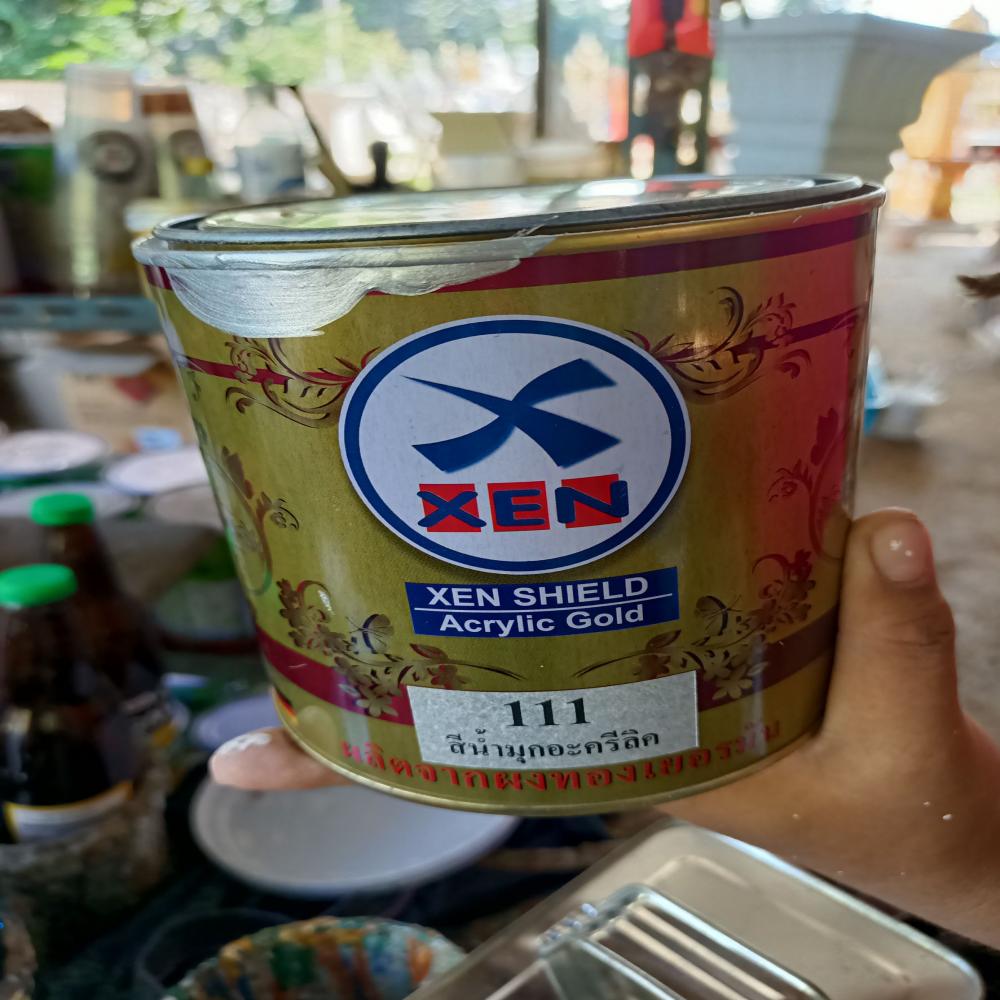 XEN
XEN SHIELD
Acrylic Gold
111
สีน้ำมุกอะครีลิค
ผลิตจากผงทองเยอรมัน